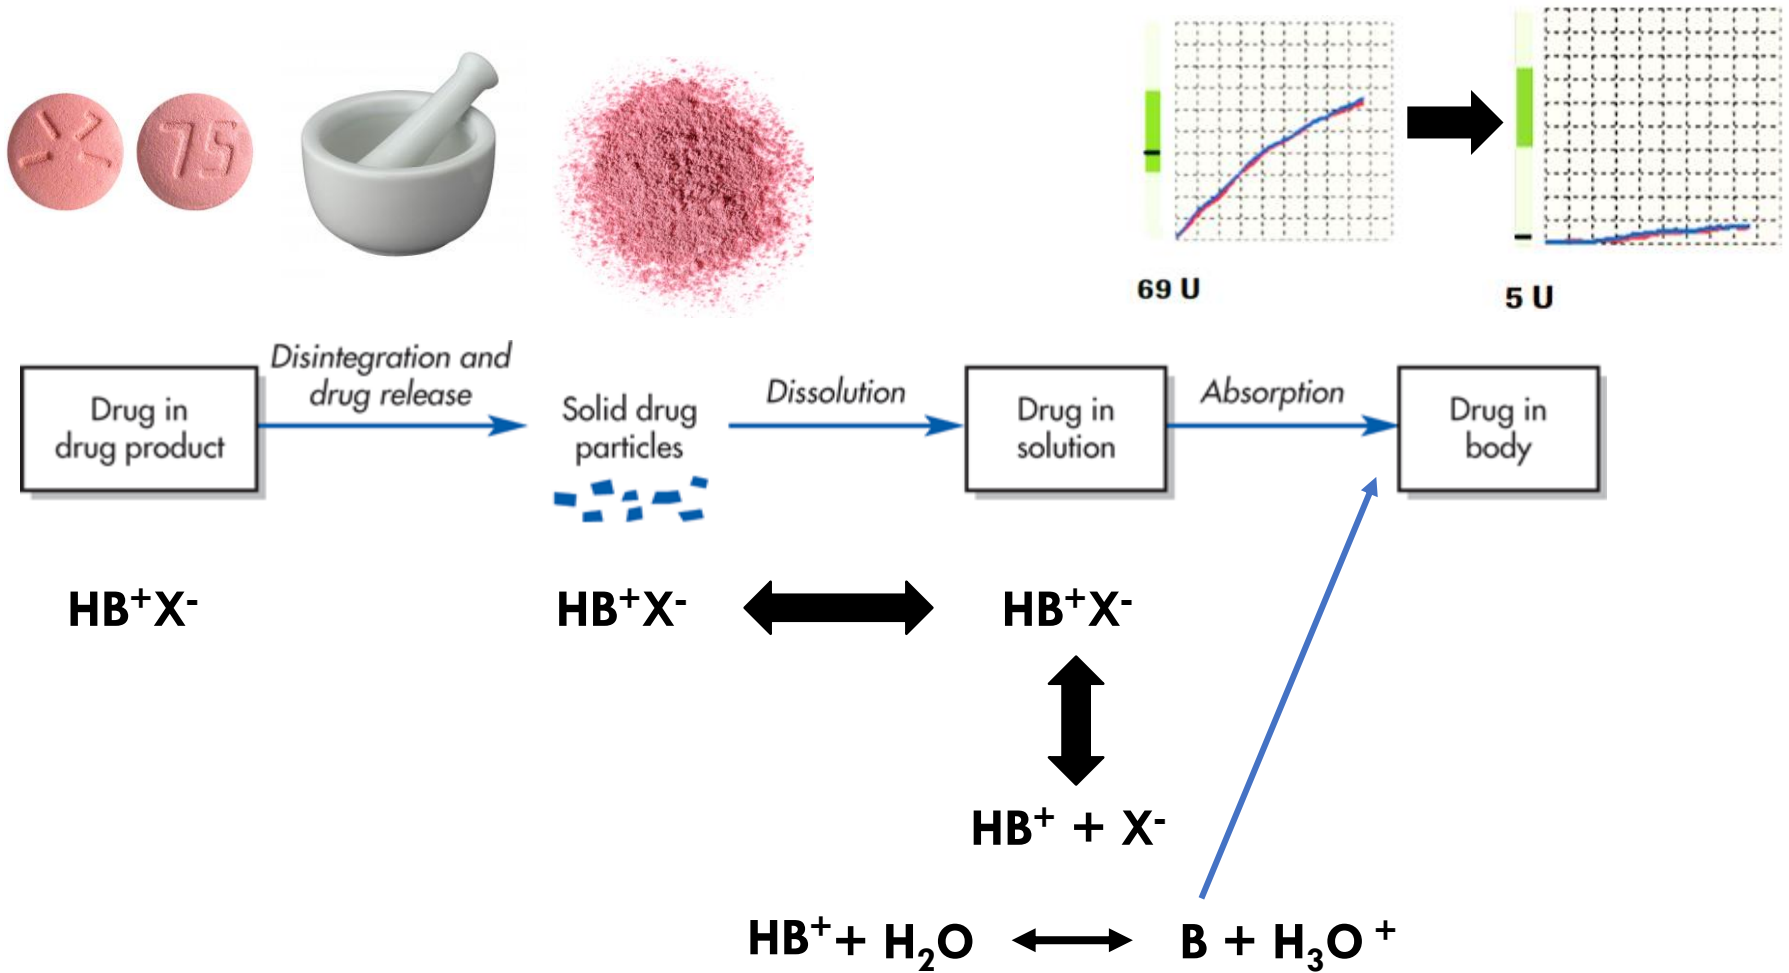 75
69 U
5 U
Disintegration and
drug release
Dissolution
Absorption
Drug in
drug product
Solid drug
particles
Drug in
solution
Drug in
body
HB⁺X⁻
HB⁺X⁻
HB⁺X⁻
HB⁺ + X⁻
HB⁺ + H₂O
B + H₃O⁺